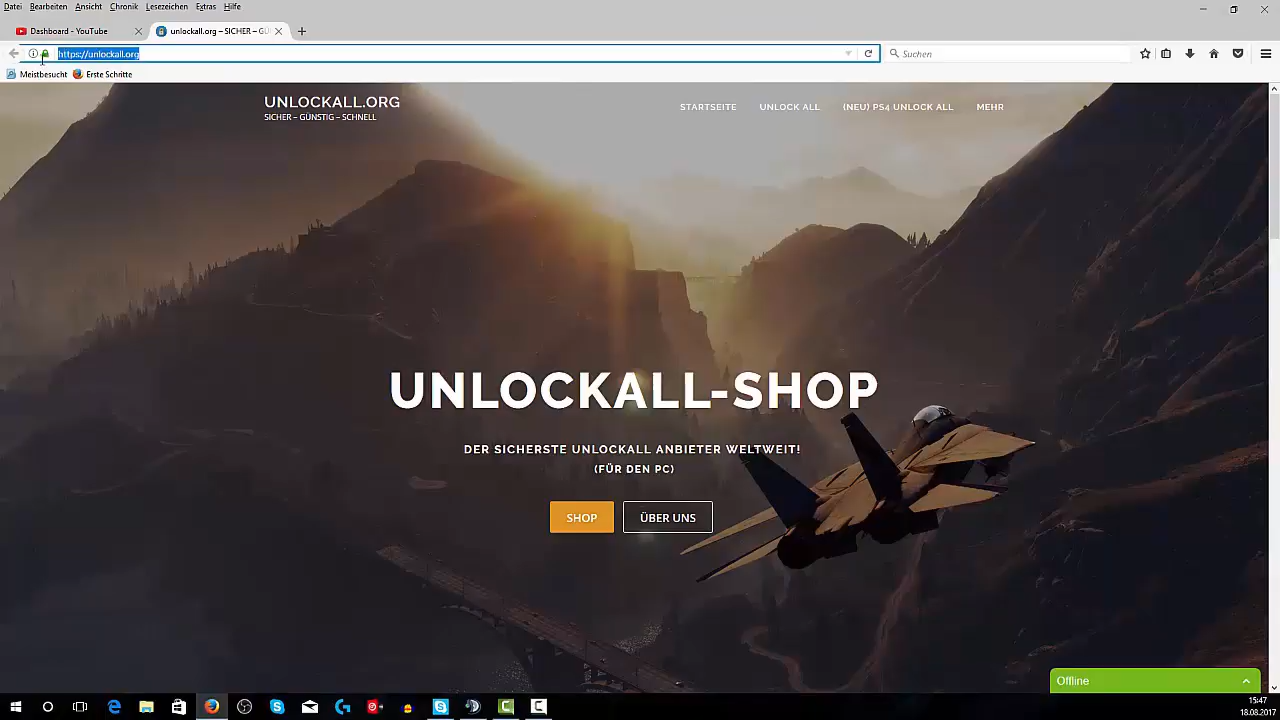 Datei Bearbeiten Ansicht Chronik Lesezeichen Extras Hilfe
Dashboard - YouTube
unlockall.org – SICHER – GÜ
https://unlockall.org
Suchen
Meistbesucht Erste Schritte
UNLOCKALL.ORG
SICHER – GÜNSTIG – SCHNELL
STARTSEITE UNLOCK ALL (NEU) PS4 UNLOCK ALL MEHR
UNLOCKALL-SHOP
DER SICHERSTE UNLOCKALL ANBIETER WELTWEIT!
(FÜR DEN PC)
SHOP ÜBER UNS
Offline
15:47
18.08.2017